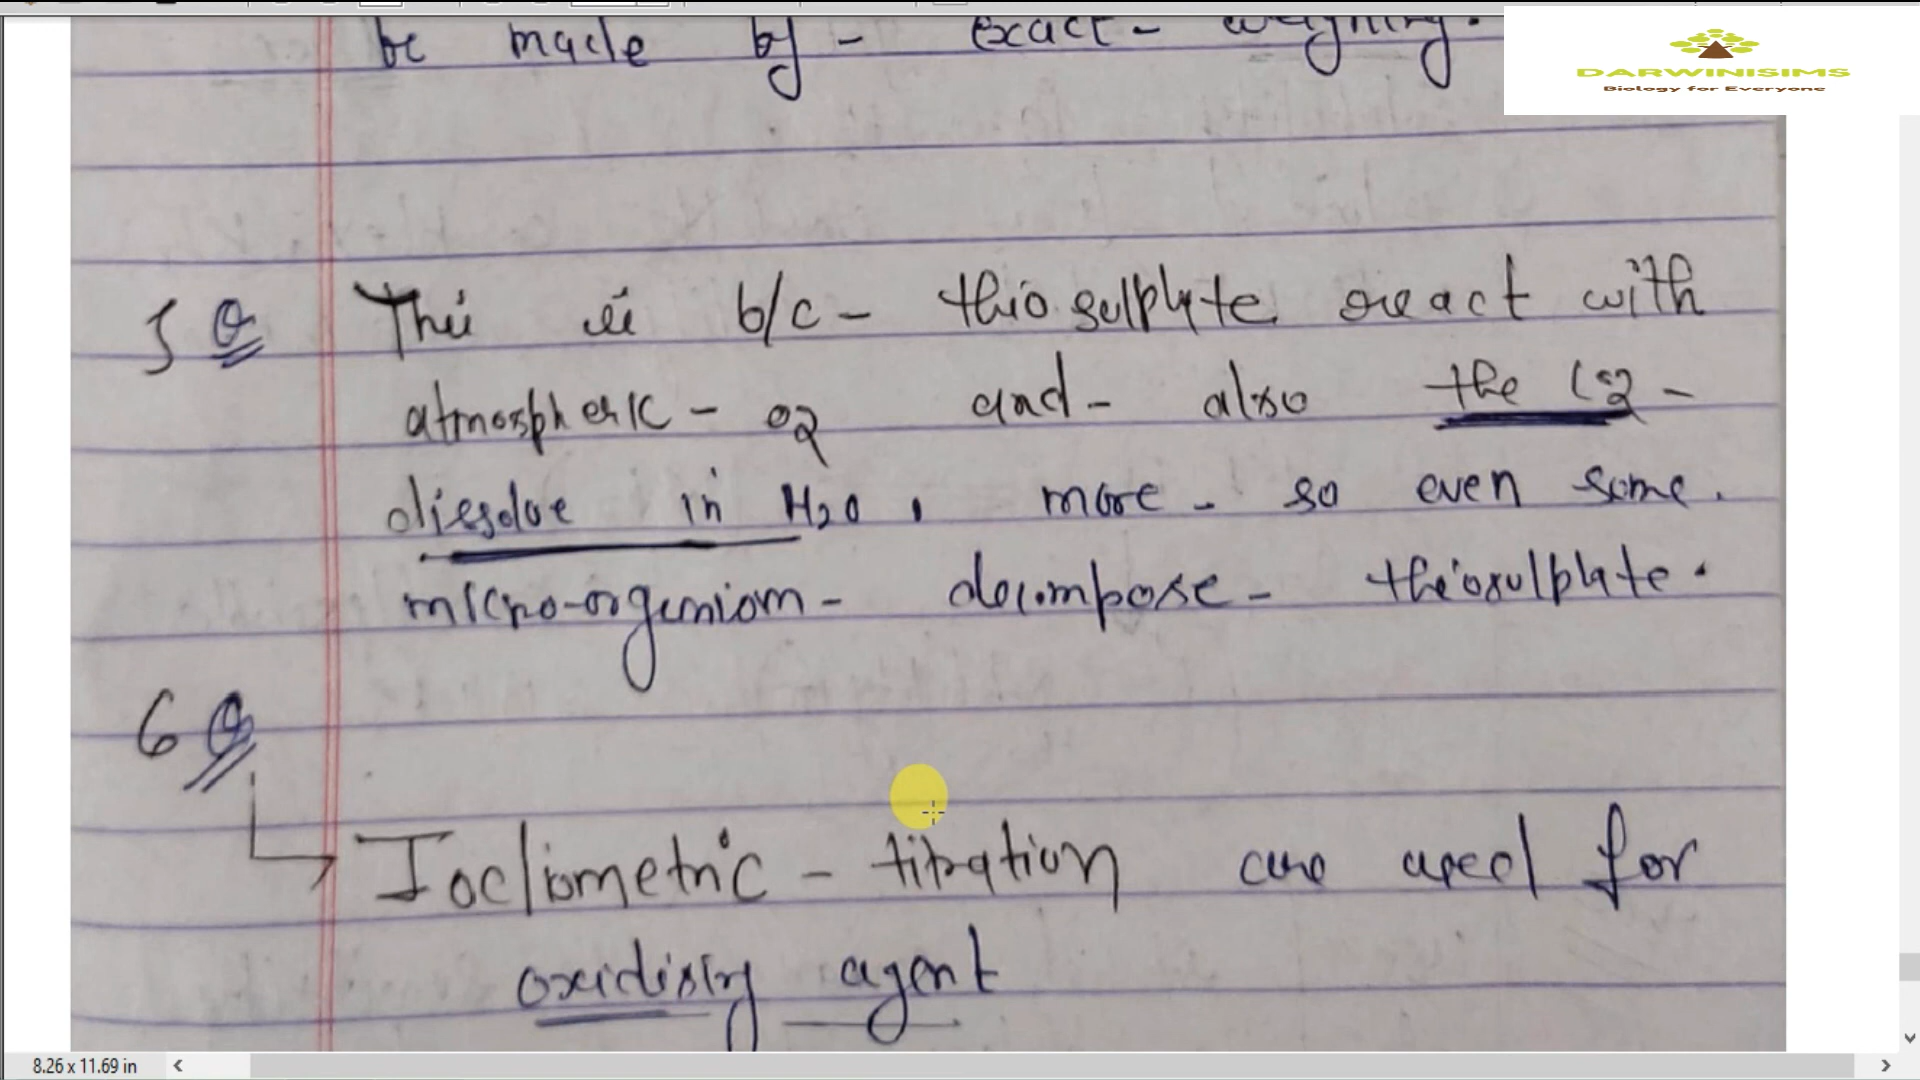 be made by - exact - weighing.
DARWINISIMS
Biology for Everyone
5 Q This is b/c - thiosulphate react with
atmospheric - O2 and - also the CO2 -
dissolve in H2O, more - so even some.
micro-organism - decompose - thiosulphate.
6 Q
Iodiometric - titration are used for
oxidising agent
8.26 x 11.69 in